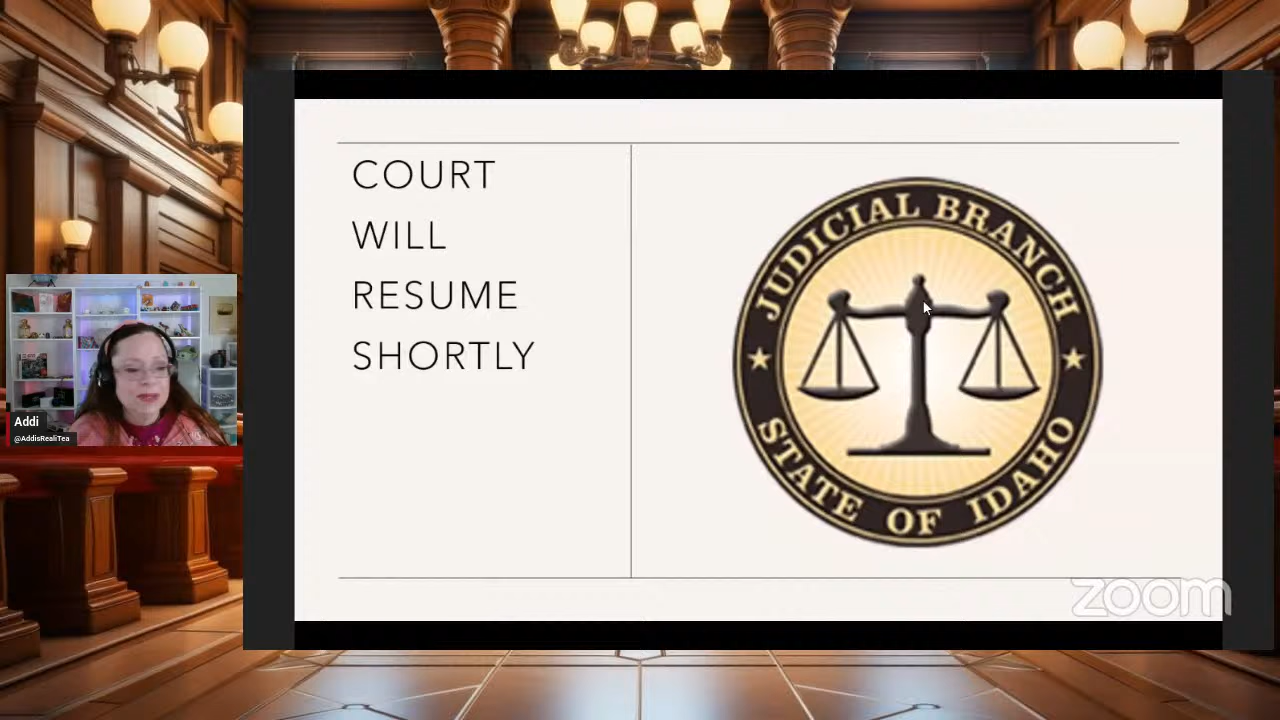 COURT
WILL
RESUME
SHORTLY
JUDICIAL BRANCH
STATE OF IDAHO
Addi
@AddisRealiTea
zoom